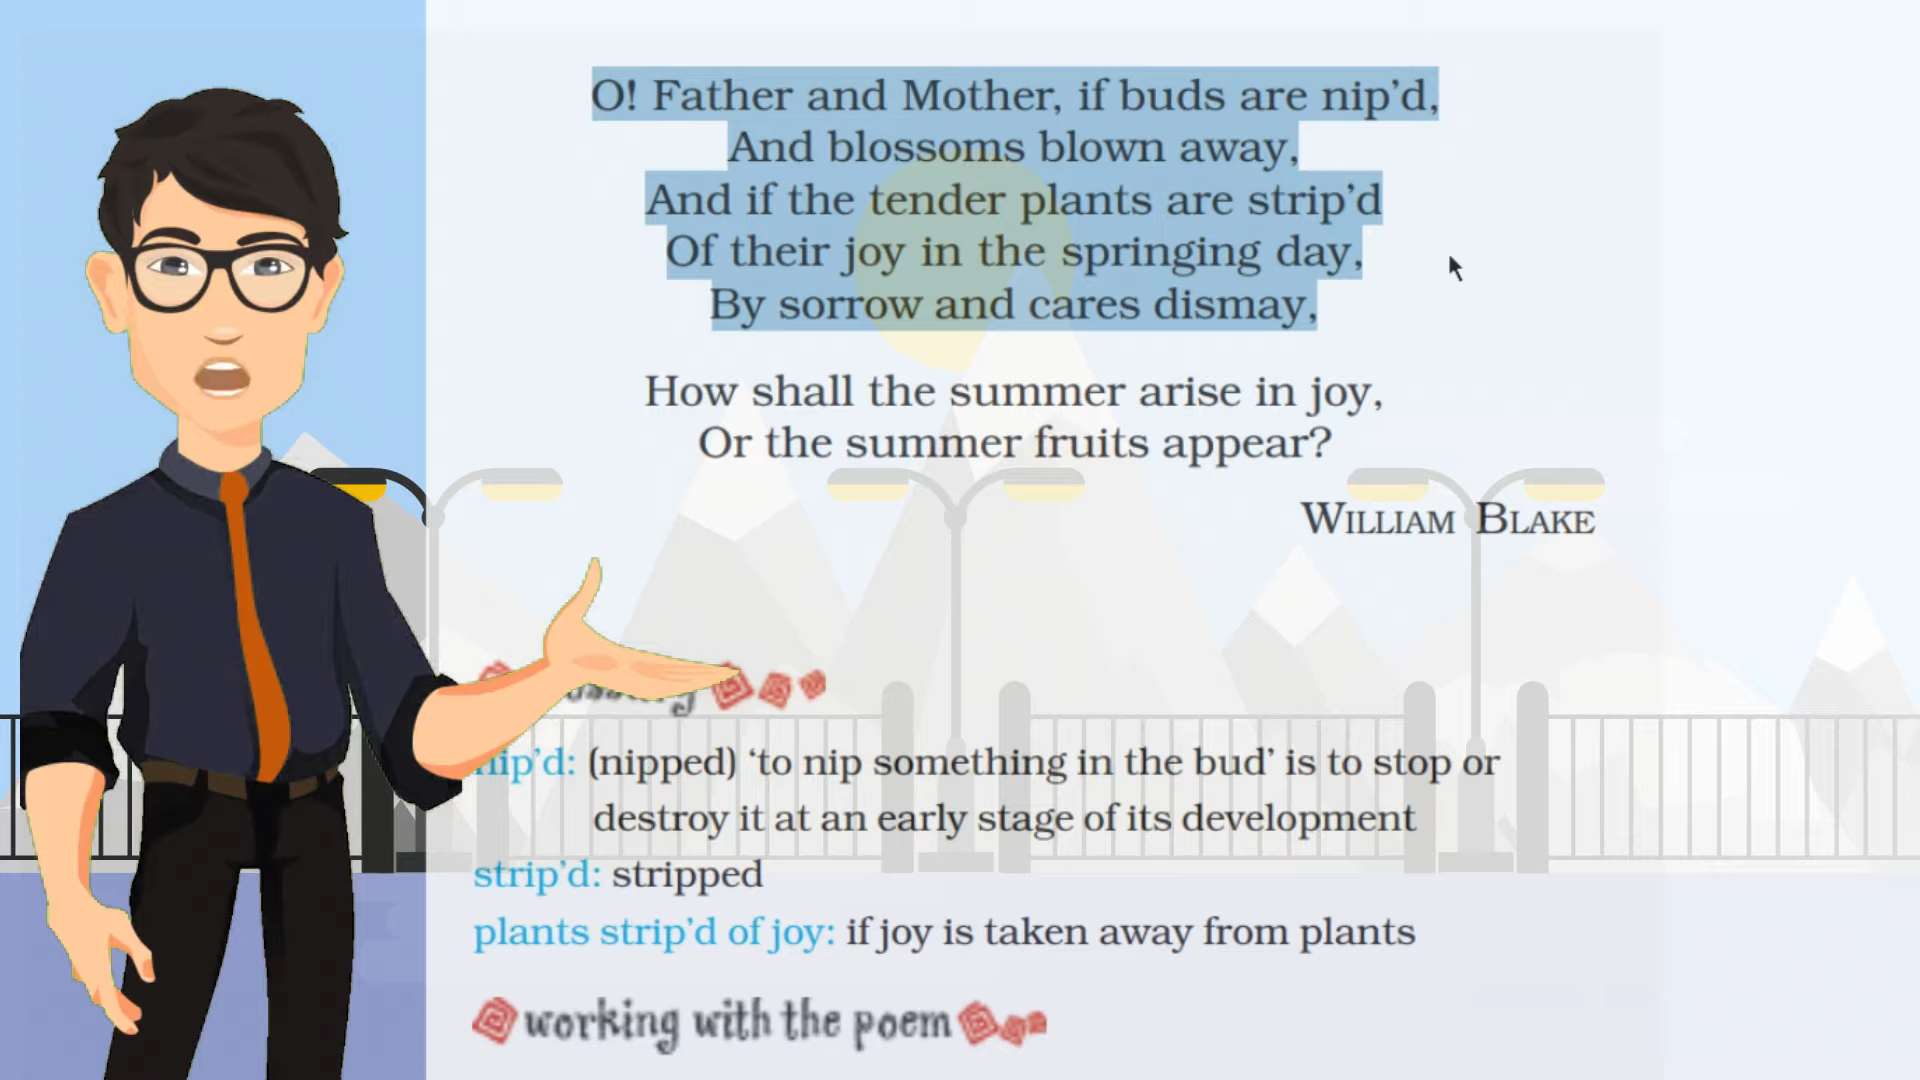 O! Father and Mother, if buds are nip’d,
And blossoms blown away,
And if the tender plants are strip’d
Of their joy in the springing day,
By sorrow and cares dismay,
How shall the summer arise in joy,
Or the summer fruits appear?
WILLIAM BLAKE
nip’d: (nipped) ‘to nip something in the bud’ is to stop or
destroy it at an early stage of its development
strip’d: stripped
plants strip’d of joy: if joy is taken away from plants
working with the poem